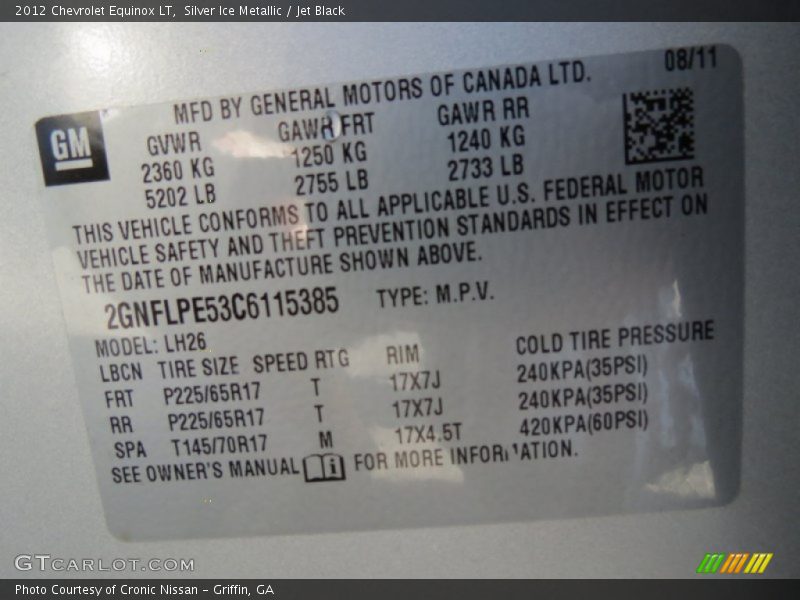 2012 Chevrolet Equinox LT,  Silver Ice Metallic / Jet Black
08/11
MFD BY GENERAL MOTORS OF CANADA LTD.
GM
GVWR GAWR FRT GAWR RR
2360 KG 1250 KG 1240 KG
5202 LB 2755 LB 2733 LB
THIS VEHICLE CONFORMS TO ALL APPLICABLE U.S. FEDERAL MOTOR
VEHICLE SAFETY AND THEFT PREVENTION STANDARDS IN EFFECT ON
THE DATE OF MANUFACTURE SHOWN ABOVE.
2GNFLPE53C6115385 TYPE: M.P.V.
MODEL: LH26
LBCN TIRE SIZE SPEED RTG RIM COLD TIRE PRESSURE
FRT P225/65R17 T 17X7J 240KPA(35PSI)
RR P225/65R17 T 17X7J 240KPA(35PSI)
SPA T145/70R17 M 17X4.5T 420KPA(60PSI)
SEE OWNER'S MANUAL i FOR MORE INFORMATION.
GTCARLOT.COM
Photo Courtesy of Cronic Nissan - Griffin, GA